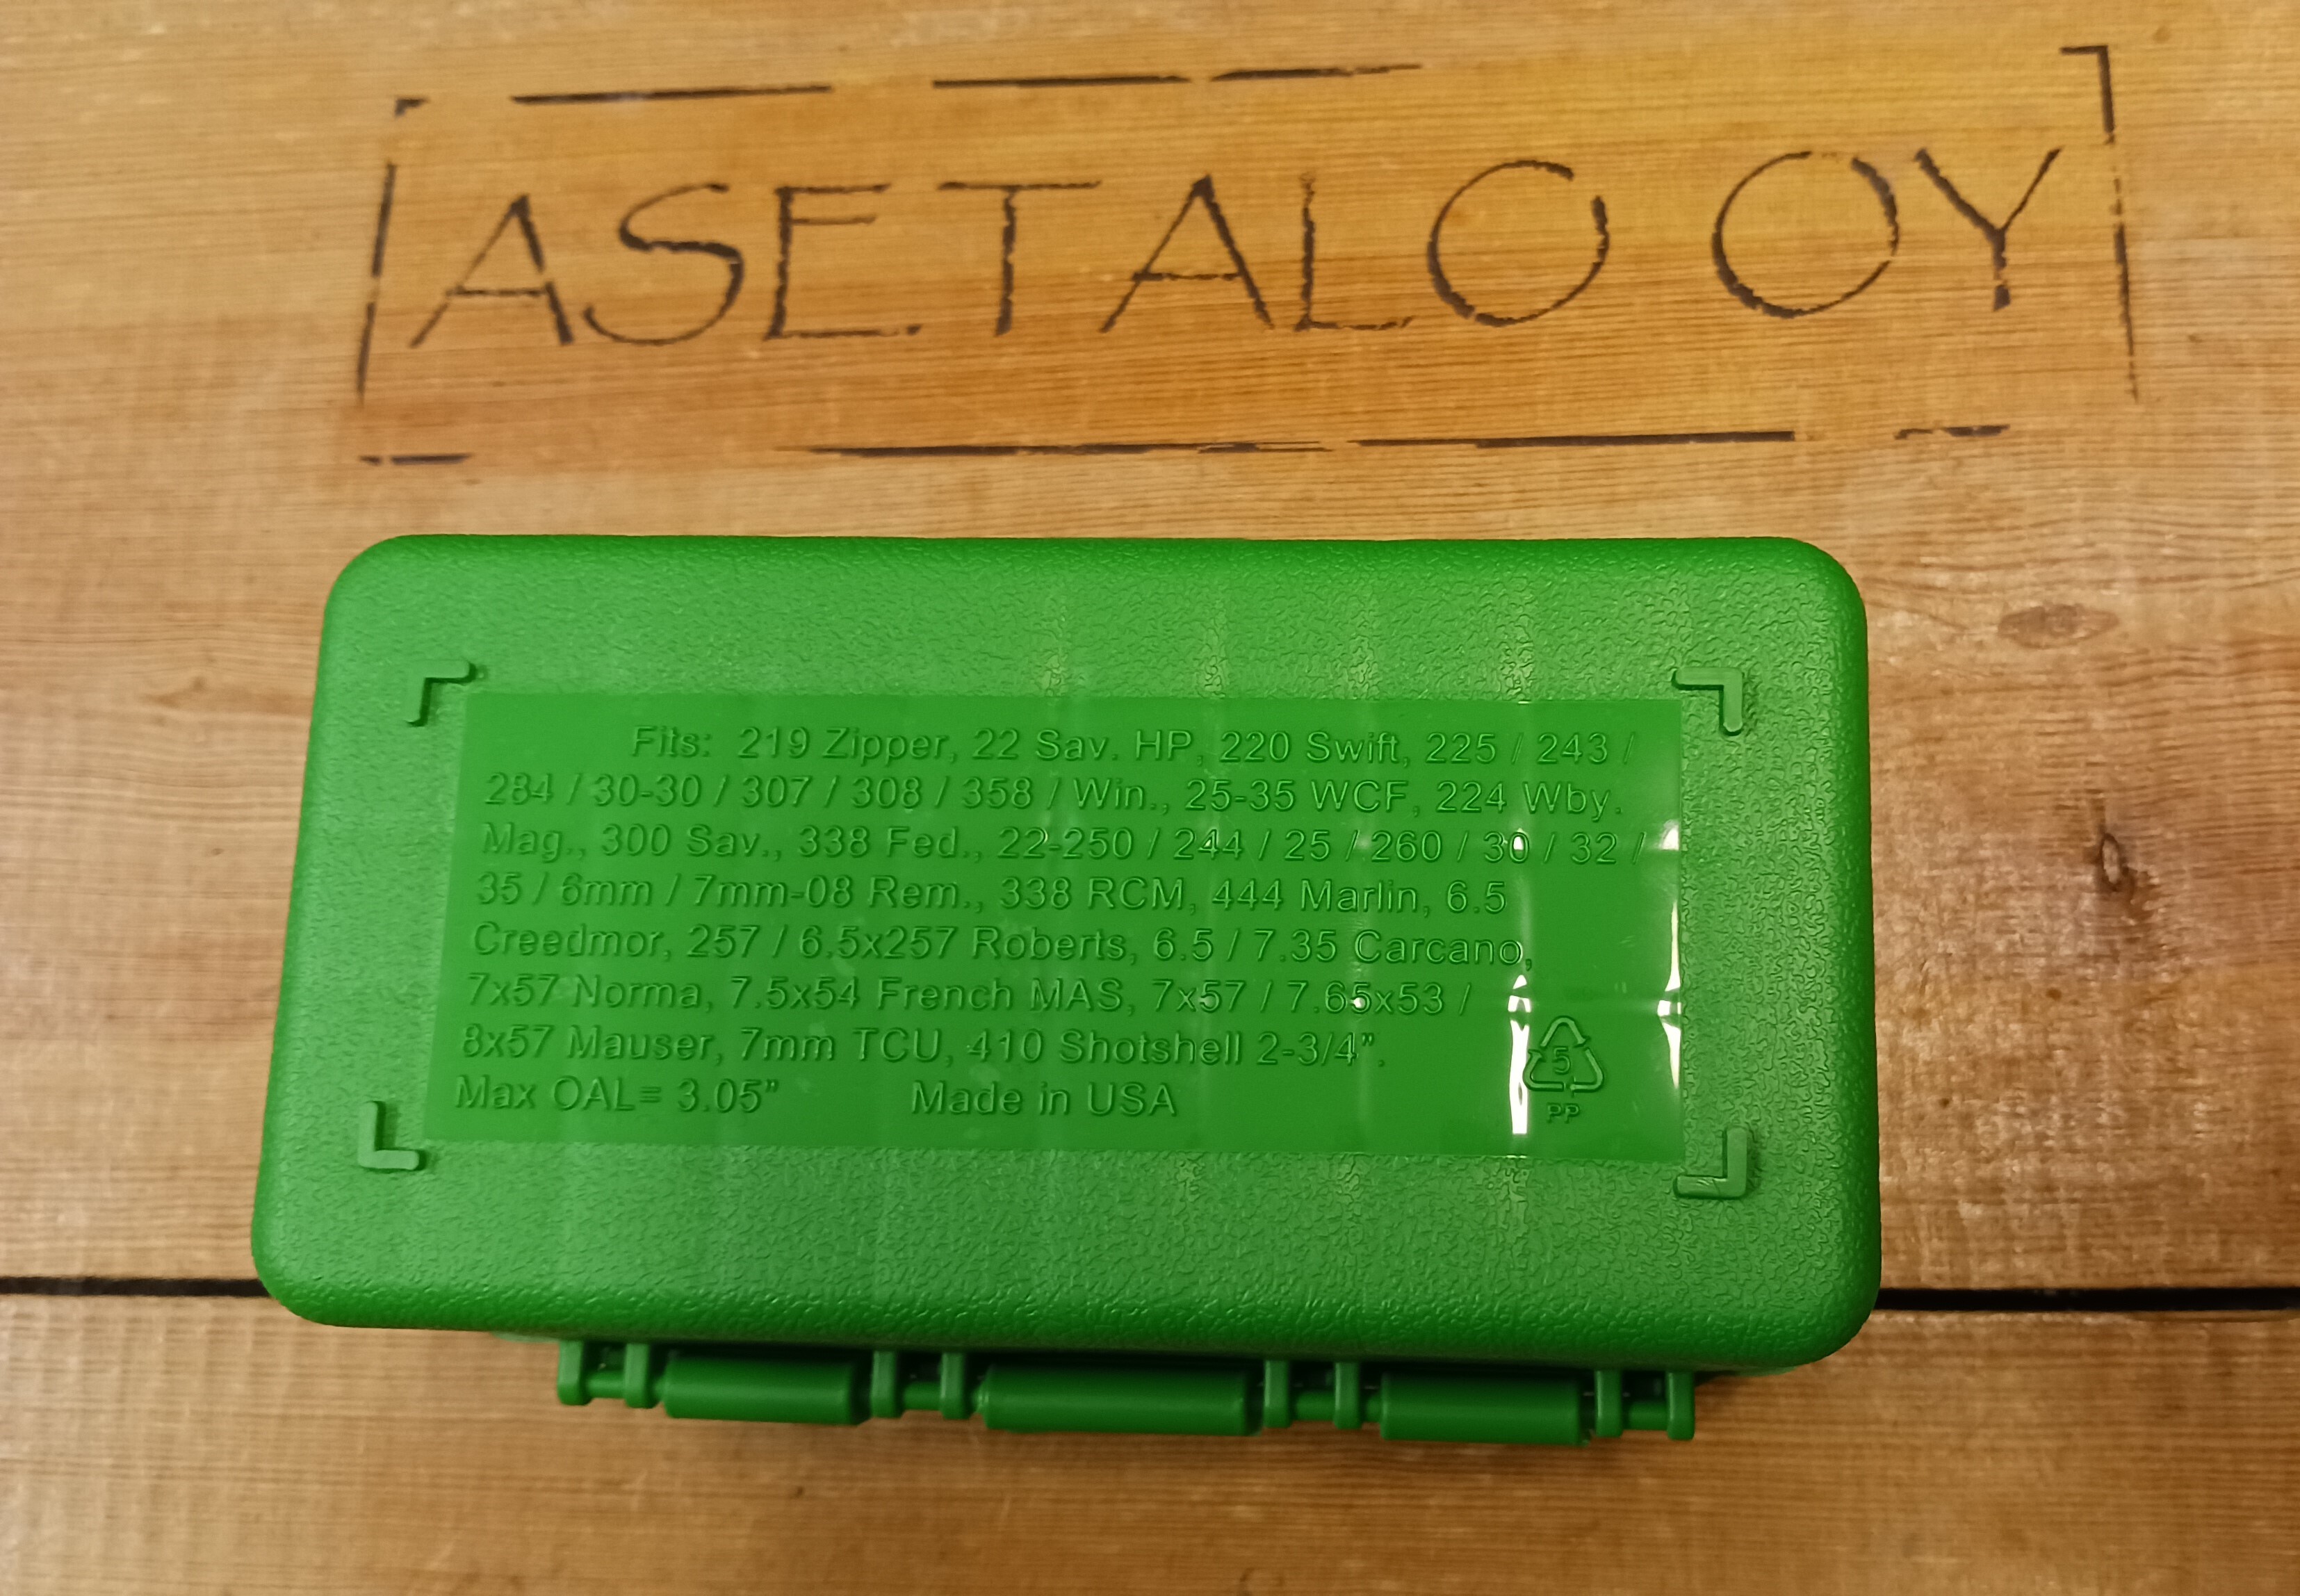 ASETALO OY
Fits: 219 Zipper, 22 Sav. HP, 220 Swift, 225 / 243 /
284 / 30-30 / 307 / 308 / 358 / Win., 25-35 WCF, 224 Wby.
Mag., 300 Sav., 338 Fed., 22-250 / 244 / 25 / 260 / 30 / 32 /
35 / 6mm / 7mm-08 Rem., 338 RCM, 444 Marlin, 6.5
Creedmor, 257 / 6.5x257 Roberts, 6.5 / 7.35 Carcano,
7x57 Norma, 7.5x54 French MAS, 7x57 / 7.65x53 /
8x57 Mauser, 7mm TCU, 410 Shotshell 2-3/4”.
Max OAL= 3.05” Made in USA
5
PP